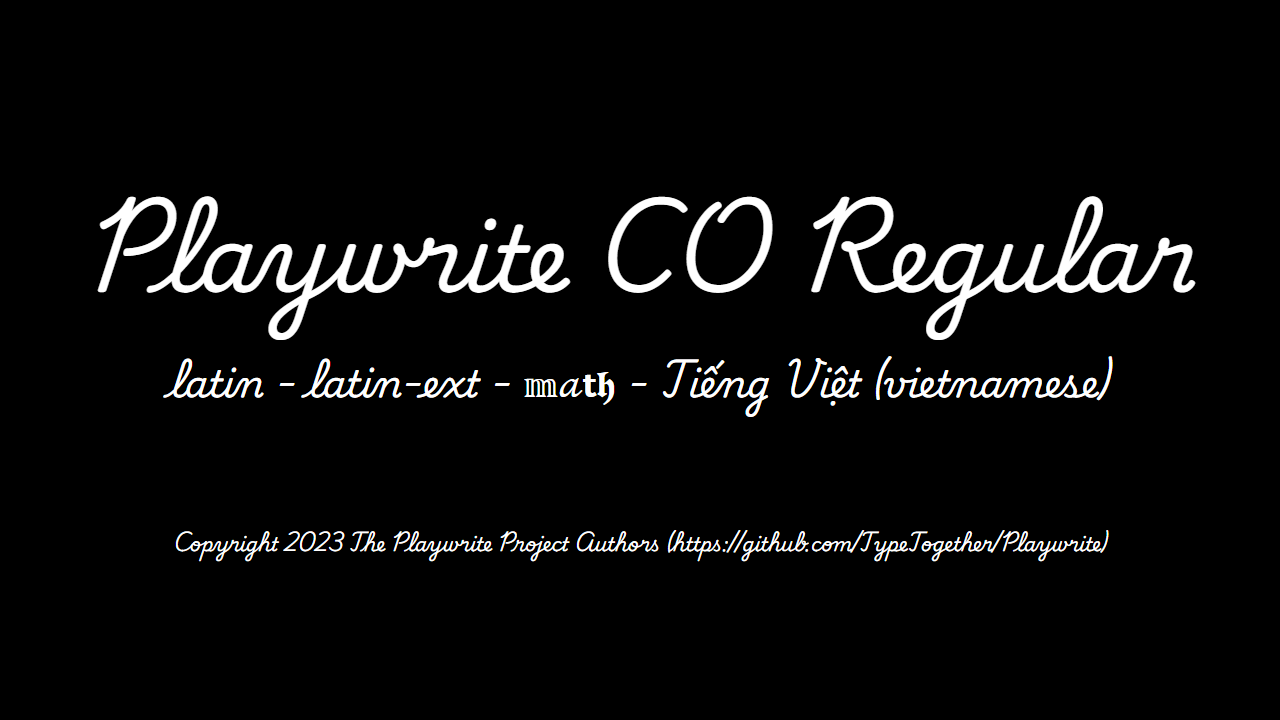 Playwrite CO Regular
latin - latin-ext - 𝕞𝑎𝐭𝖍 - Tiếng Việt (vietnamese)
Copyright 2023 The Playwrite Project Authors (https://github.com/TypeTogether/Playwrite)